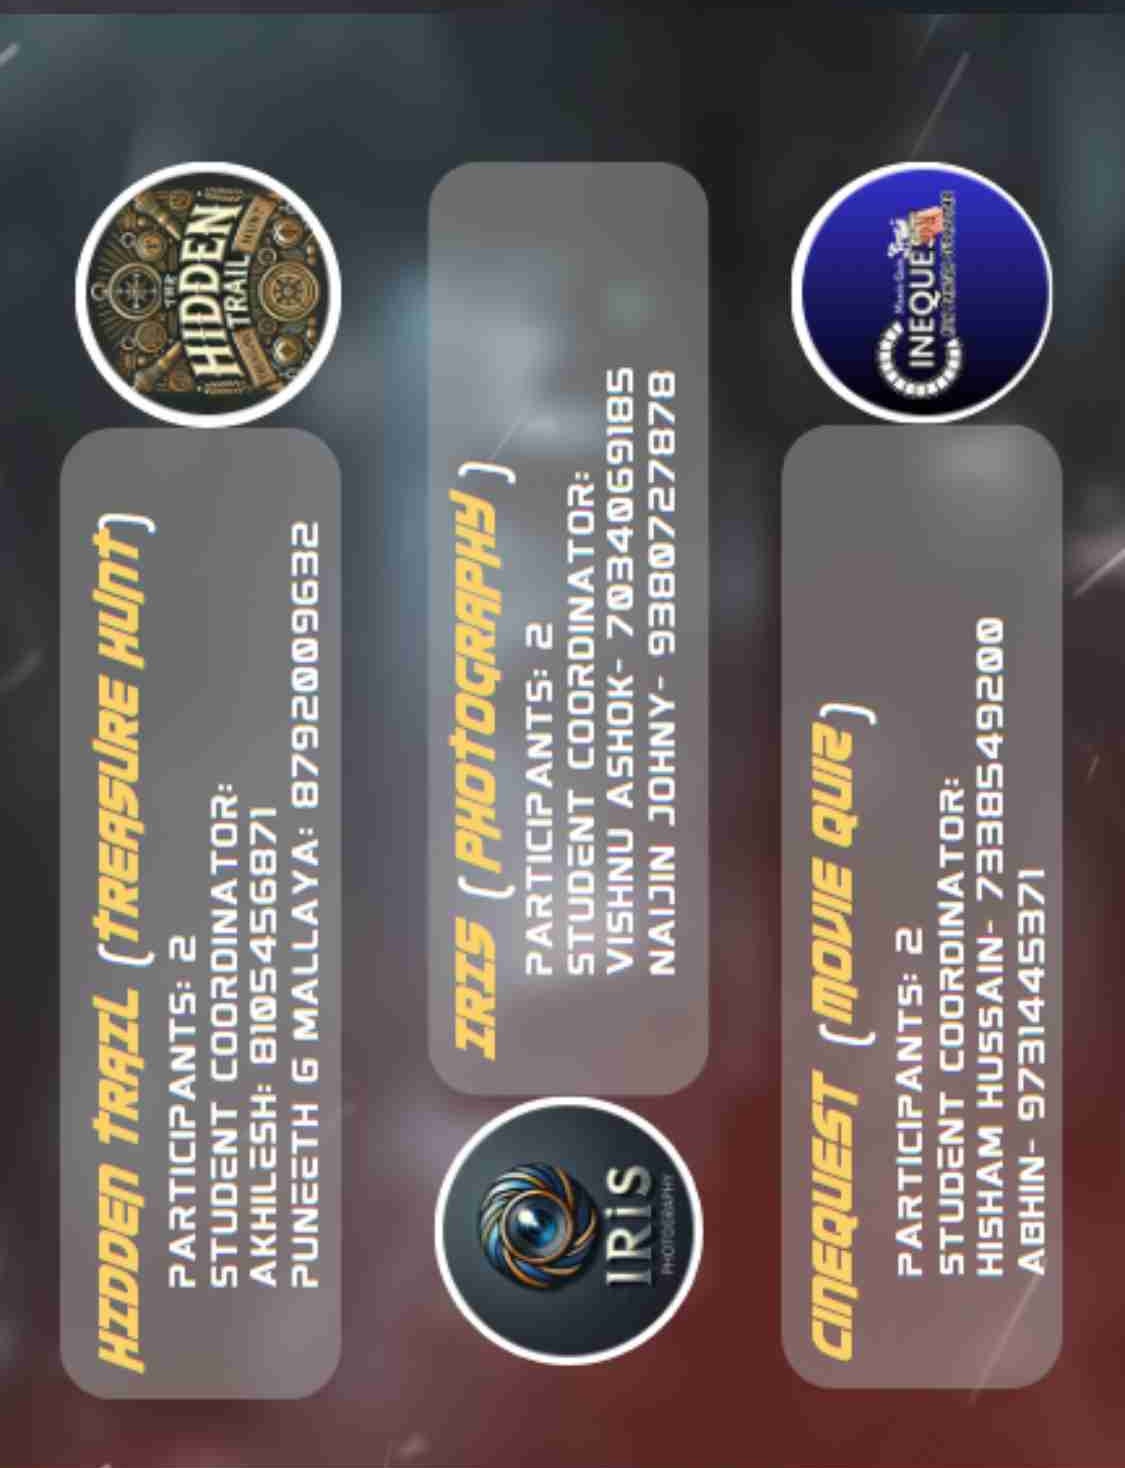 HIDDEN TRAIL (TREASURE HUNT)
PARTICIPANTS: 2
STUDENT COORDINATOR:
AKHILESH: 8105456871
PUNEETH G MALLAYA: 8792009632
THE
HIDDEN
TRAIL
IRIS (PHOTOGRAPHY)
PARTICIPANTS: 2
STUDENT COORDINATOR:
VISHNU ASHOK- 7034069185
NAIJIN JOHNY- 9380727878
IRiS
PHOTOGRAPHY
CINEQUEST (MOVIE QUIZ)
PARTICIPANTS: 2
STUDENT COORDINATOR:
HISHAM HUSSAIN- 7338549200
ABHIN- 9731445371
INEQUEST